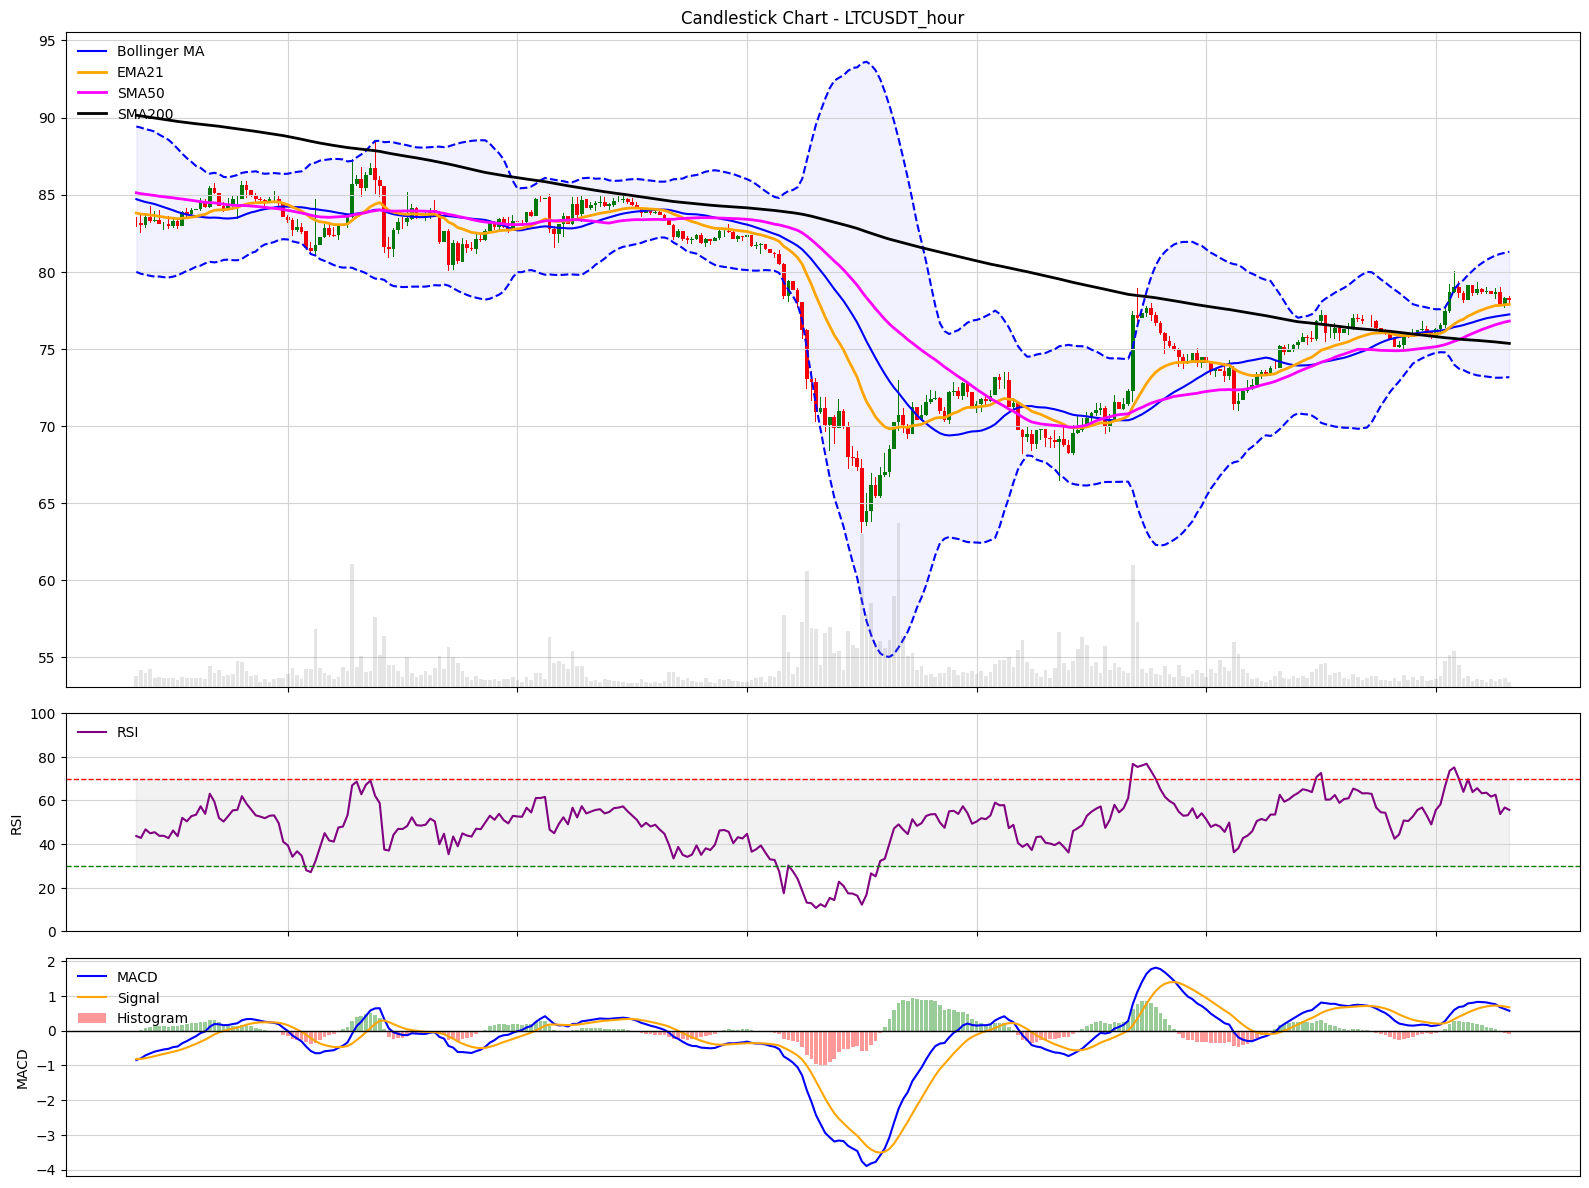 Candlestick Chart - LTCUSDT_hour
95
90
85
80
75
70
65
60
55
Bollinger MA
EMA21
SMA50
SMA200
100
80
60
40
20
0
RSI
RSI
2
1
0
−1
−2
−3
−4
MACD
MACD
Signal
Histogram